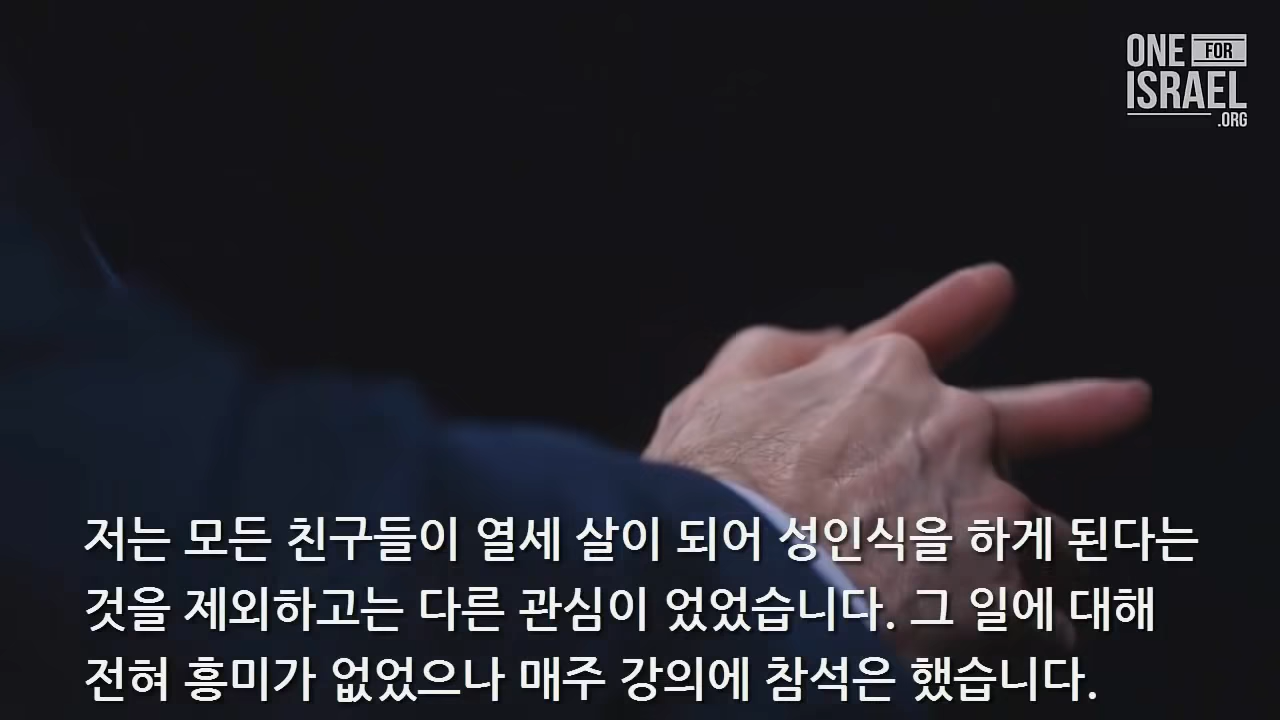 ONE FOR
ISRAEL
.ORG
저는 모든 친구들이 열세 살이 되어 성인식을 하게 된다는
것을 제외하고는 다른 관심이 었었습니다. 그 일에 대해
전혀 흥미가 없었으나 매주 강의에 참석은 했습니다.